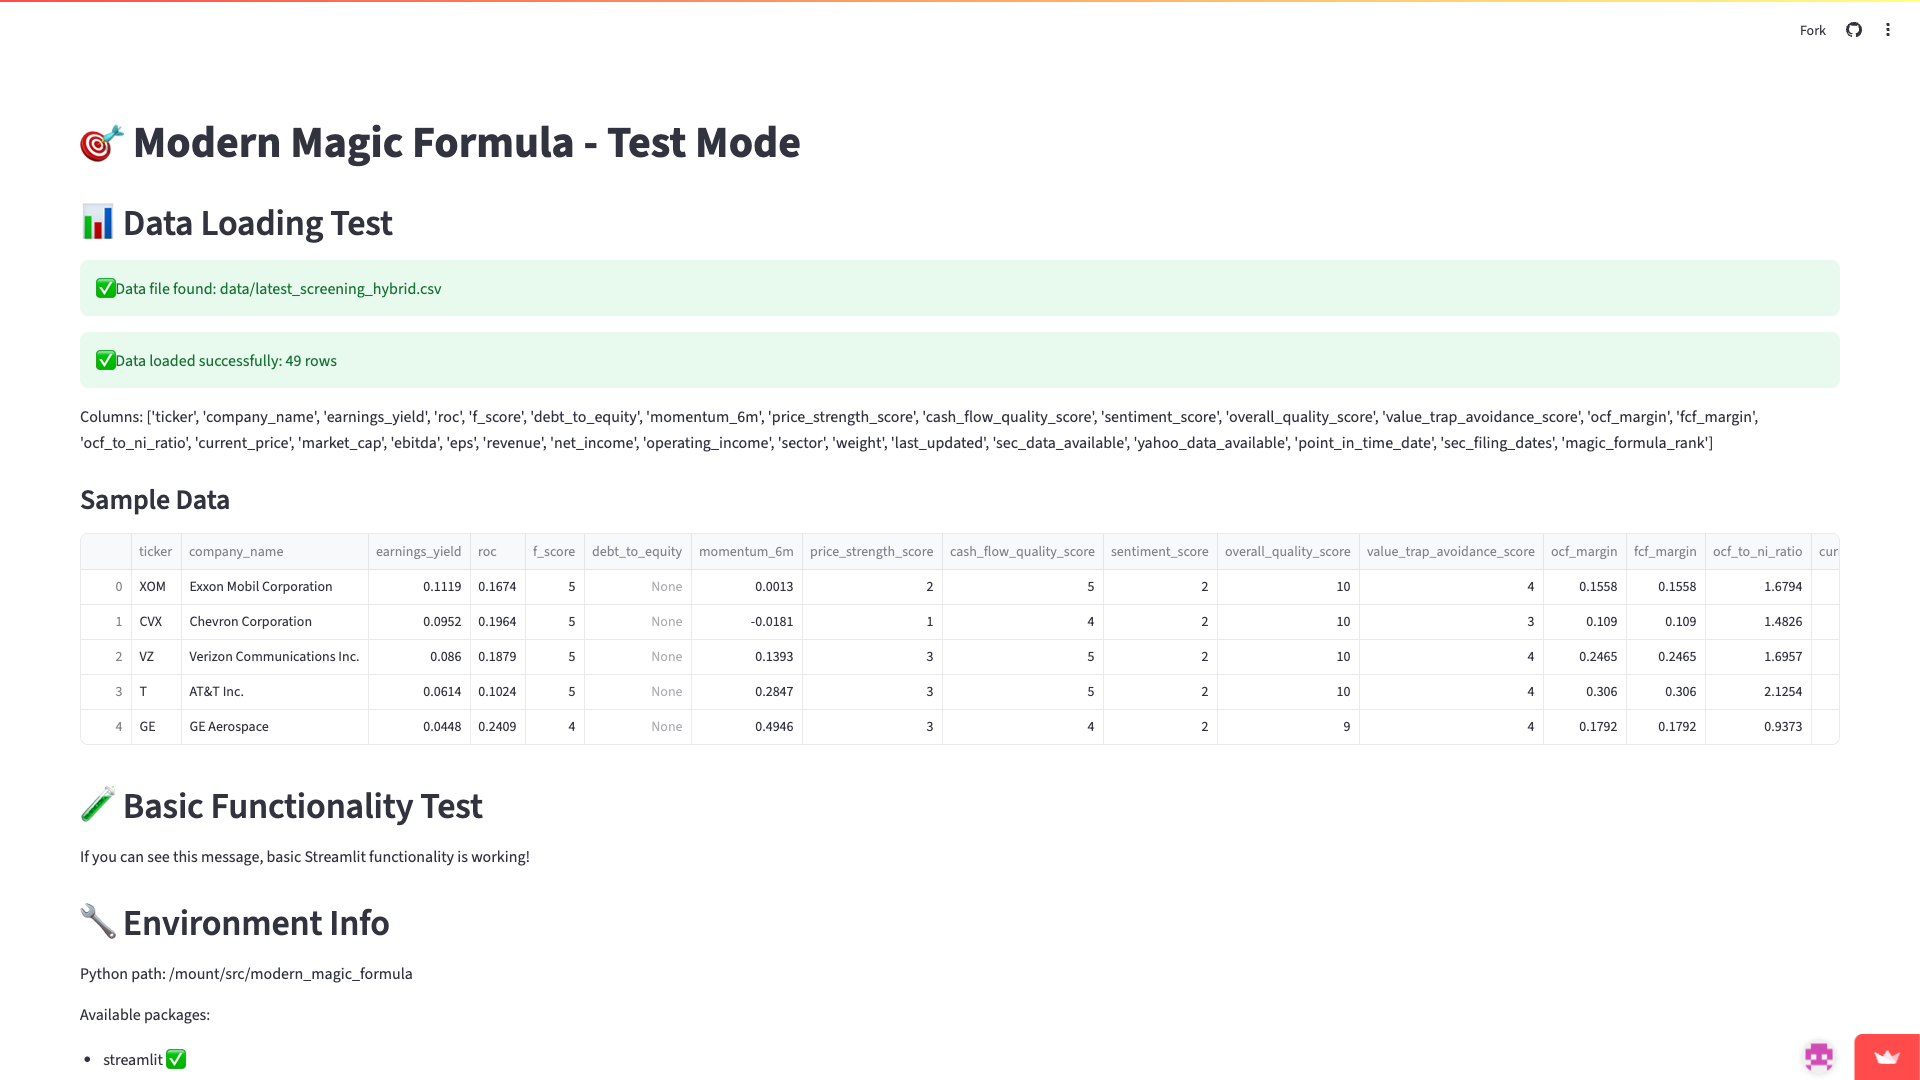 Fork
Modern Magic Formula - Test Mode
Data Loading Test
Data file found: data/latest_screening_hybrid.csv
Data loaded successfully: 49 rows
Columns: ['ticker', 'company_name', 'earnings_yield', 'roc', 'f_score', 'debt_to_equity', 'momentum_6m', 'price_strength_score', 'cash_flow_quality_score', 'sentiment_score', 'overall_quality_score', 'value_trap_avoidance_score', 'ocf_margin', 'fcf_margin',
'ocf_to_ni_ratio', 'current_price', 'market_cap', 'ebitda', 'eps', 'revenue', 'net_income', 'operating_income', 'sector', 'weight', 'last_updated', 'sec_data_available', 'yahoo_data_available', 'point_in_time_date', 'sec_filing_dates', 'magic_formula_rank']
Sample Data
ticker company_name earnings_yield roc f_score debt_to_equity momentum_6m price_strength_score cash_flow_quality_score sentiment_score overall_quality_score value_trap_avoidance_score ocf_margin fcf_margin ocf_to_ni_ratio cur
0 XOM Exxon Mobil Corporation 0.1119 0.1674 5 None 0.0013 2 5 2 10 4 0.1558 0.1558 1.6794
1 CVX Chevron Corporation 0.0952 0.1964 5 None -0.0181 1 4 2 10 3 0.109 0.109 1.4826
2 VZ Verizon Communications Inc. 0.086 0.1879 5 None 0.1393 3 5 2 10 4 0.2465 0.2465 1.6957
3 T AT&T Inc. 0.0614 0.1024 5 None 0.2847 3 5 2 10 4 0.306 0.306 2.1254
4 GE GE Aerospace 0.0448 0.2409 4 None 0.4946 3 4 2 9 4 0.1792 0.1792 0.9373
Basic Functionality Test
If you can see this message, basic Streamlit functionality is working!
Environment Info
Python path: /mount/src/modern_magic_formula
Available packages:
• streamlit